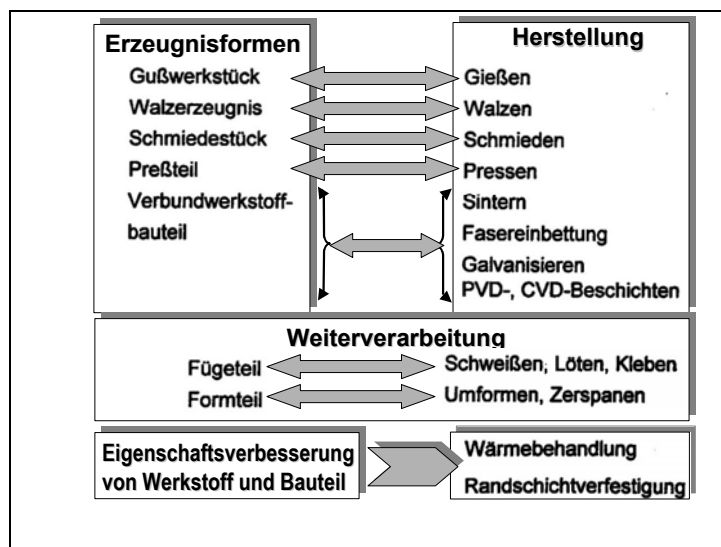 Erzeugnisformen
Gußwerkstück
Walzerzeugnis
Schmiedestück
Preßteil
Verbundwerkstoff-
bauteil
Herstellung
Gießen
Walzen
Schmieden
Pressen
Sintern
Fasereinbettung
Galvanisieren
PVD-, CVD-Beschichten
Weiterverarbeitung
Fügeteil
Schweißen, Löten, Kleben
Formteil
Umformen, Zerspanen
Eigenschaftsverbesserung
von Werkstoff und Bauteil
Wärmebehandlung
Randschichtverfestigung